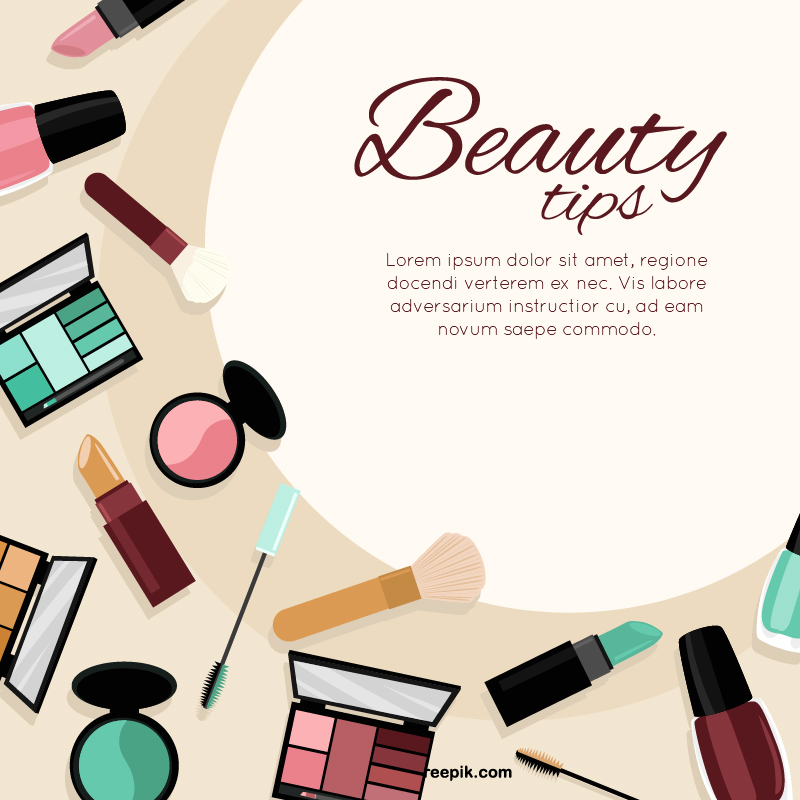 Beauty
tips
Lorem ipsum dolor sit amet, regione
docendi verterem ex nec. Vis labore
adversarium instructior cu, ad eam
novum saepe commodo.
reepik.com